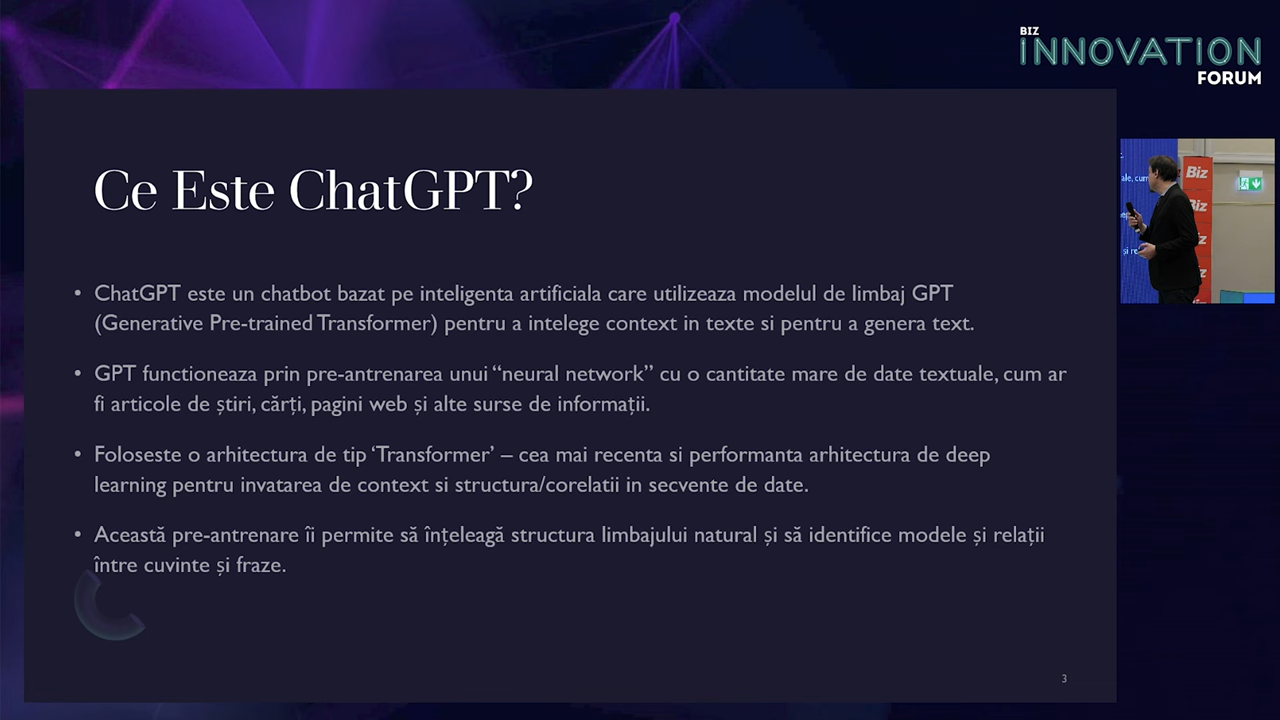 BIZ
INNOVATION
FORUM
Ce Este ChatGPT?
• ChatGPT este un chatbot bazat pe inteligenta artificiala care utilizeaza modelul de limbaj GPT
(Generative Pre-trained Transformer) pentru a intelege context in texte si pentru a genera text.
• GPT functioneaza prin pre-antrenarea unui “neural network” cu o cantitate mare de date textuale, cum ar
fi articole de știri, cărți, pagini web și alte surse de informații.
• Foloseste o arhitectura de tip ‘Transformer’ – cea mai recenta si performanta arhitectura de deep
learning pentru invatarea de context si structura/corelatii in secvente de date.
• Această pre-antrenare îi permite să înțeleagă structura limbajului natural și să identifice modele și relații
între cuvinte și fraze.
3
ale, cum
și re
Biz
Biz